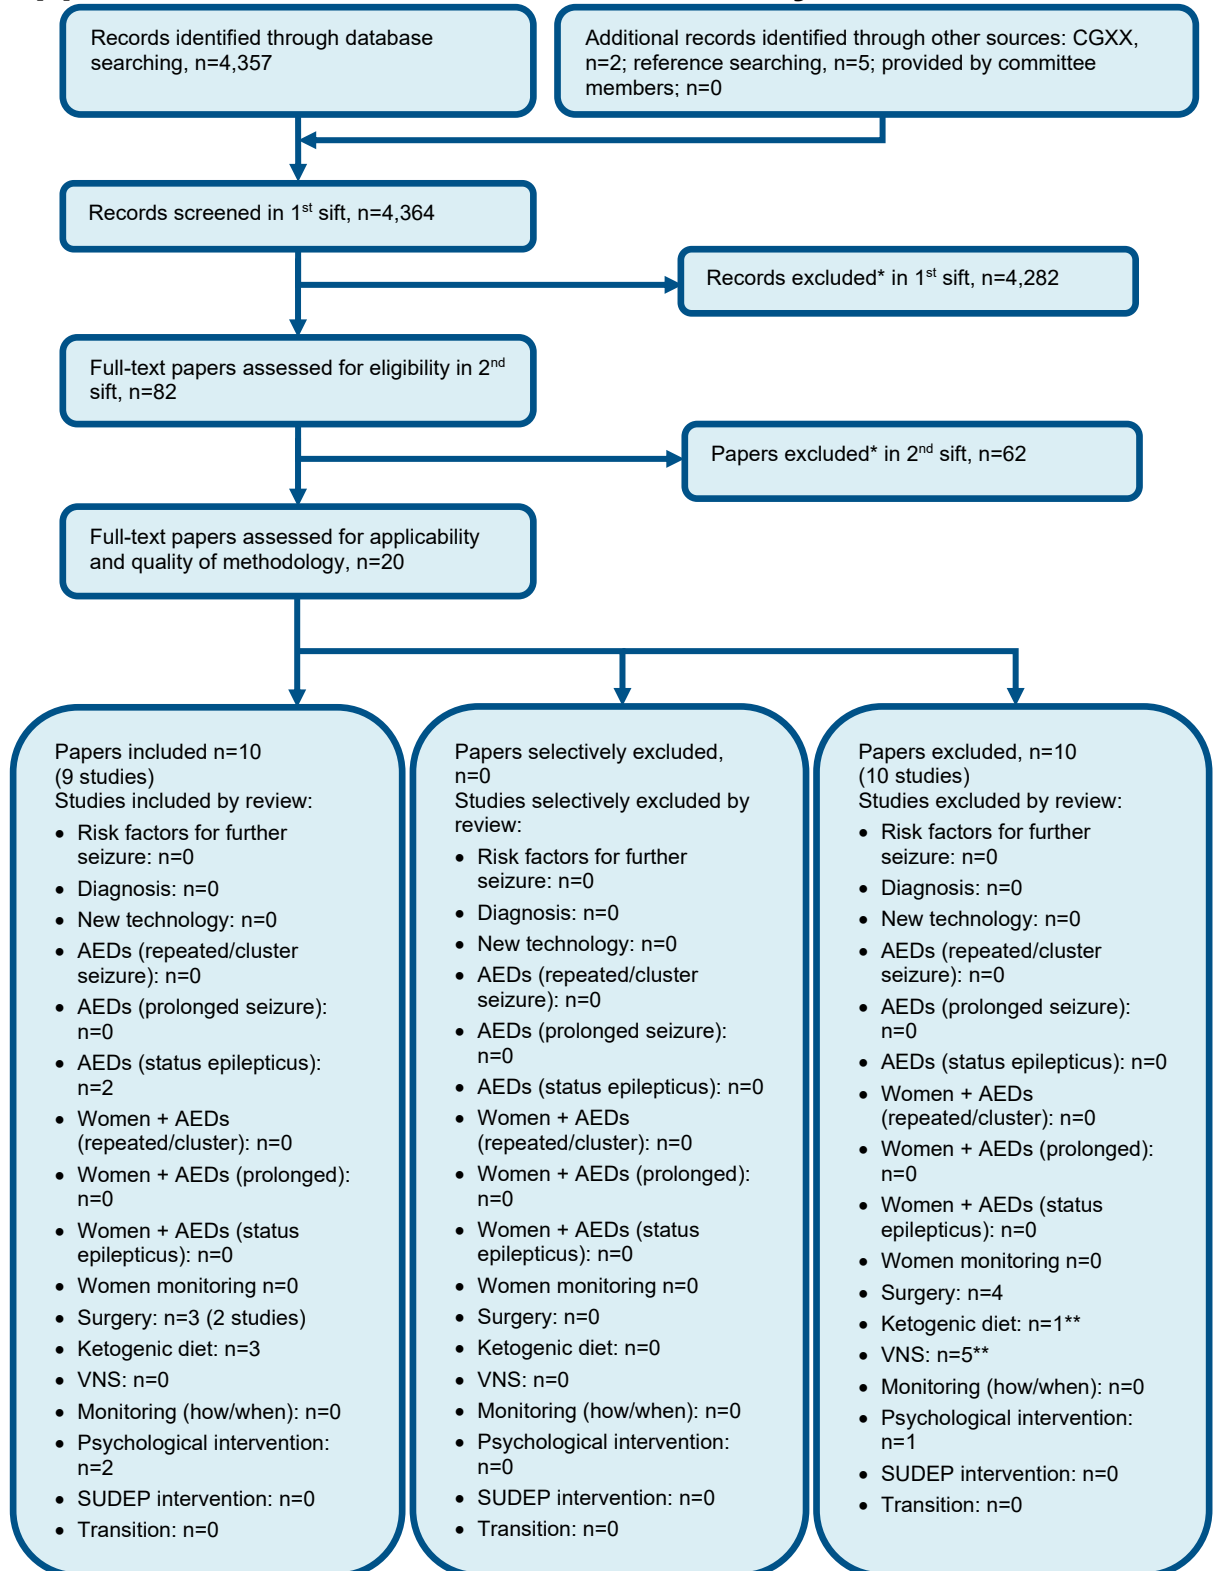 Records identified through database
searching, n=4,357
Additional records identified through other sources: CGXX,
n=2; reference searching, n=5; provided by committee
members; n=0
Records screened in 1st sift, n=4,364
Records excluded* in 1st sift, n=4,282
Full-text papers assessed for eligibility in 2nd
sift, n=82
Papers excluded* in 2nd sift, n=62
Full-text papers assessed for applicability
and quality of methodology, n=20
Papers included n=10
(9 studies)
Studies included by review:
• Risk factors for further
seizure: n=0
• Diagnosis: n=0
• New technology: n=0
• AEDs (repeated/cluster
seizure): n=0
• AEDs (prolonged seizure):
n=0
• AEDs (status epilepticus):
n=2
• Women + AEDs
(repeated/cluster): n=0
• Women + AEDs (prolonged):
n=0
• Women + AEDs (status
epilepticus): n=0
• Women monitoring n=0
• Surgery: n=3 (2 studies)
• Ketogenic diet: n=3
• VNS: n=0
• Monitoring (how/when): n=0
• Psychological intervention:
n=2
• SUDEP intervention: n=0
• Transition: n=0
Papers selectively excluded,
n=0
Studies selectively excluded by
review:
• Risk factors for further
seizure: n=0
• Diagnosis: n=0
• New technology: n=0
• AEDs (repeated/cluster
seizure): n=0
• AEDs (prolonged seizure):
n=0
• AEDs (status epilepticus): n=0
• Women + AEDs
(repeated/cluster): n=0
• Women + AEDs (prolonged):
n=0
• Women + AEDs (status
epilepticus): n=0
• Women monitoring n=0
• Surgery: n=0
• Ketogenic diet: n=0
• VNS: n=0
• Monitoring (how/when): n=0
• Psychological intervention:
n=0
• SUDEP intervention: n=0
• Transition: n=0
Papers excluded, n=10
(10 studies)
Studies excluded by review:
• Risk factors for further
seizure: n=0
• Diagnosis: n=0
• New technology: n=0
• AEDs (repeated/cluster
seizure): n=0
• AEDs (prolonged seizure):
n=0
• AEDs (status epilepticus: n=0
• Women + AEDs
(repeated/cluster): n=0
• Women + AEDs (prolonged):
n=0
• Women + AEDs (status
epilepticus): n=0
• Women monitoring n=0
• Surgery: n=4
• Ketogenic diet: n=1**
• VNS: n=5**
• Monitoring (how/when): n=0
• Psychological intervention:
n=1
• SUDEP intervention: n=0
• Transition: n=0